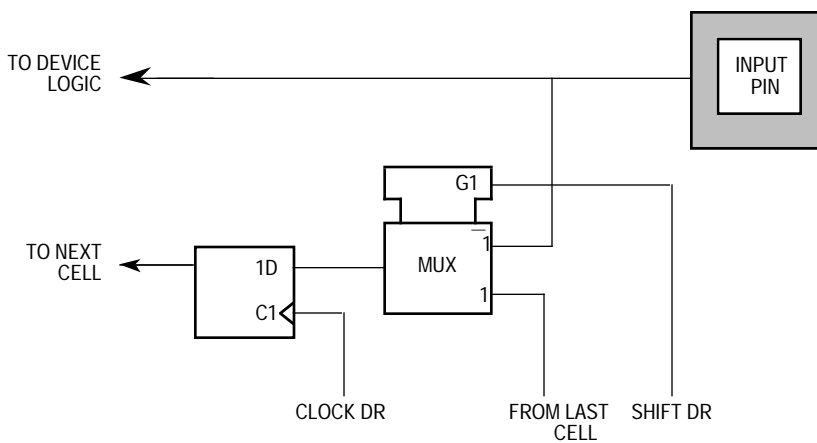 TO DEVICE
LOGIC
INPUT
PIN
G1
1
MUX
1
TO NEXT
CELL
1D
C1
CLOCK DR
FROM LAST
CELL
SHIFT DR